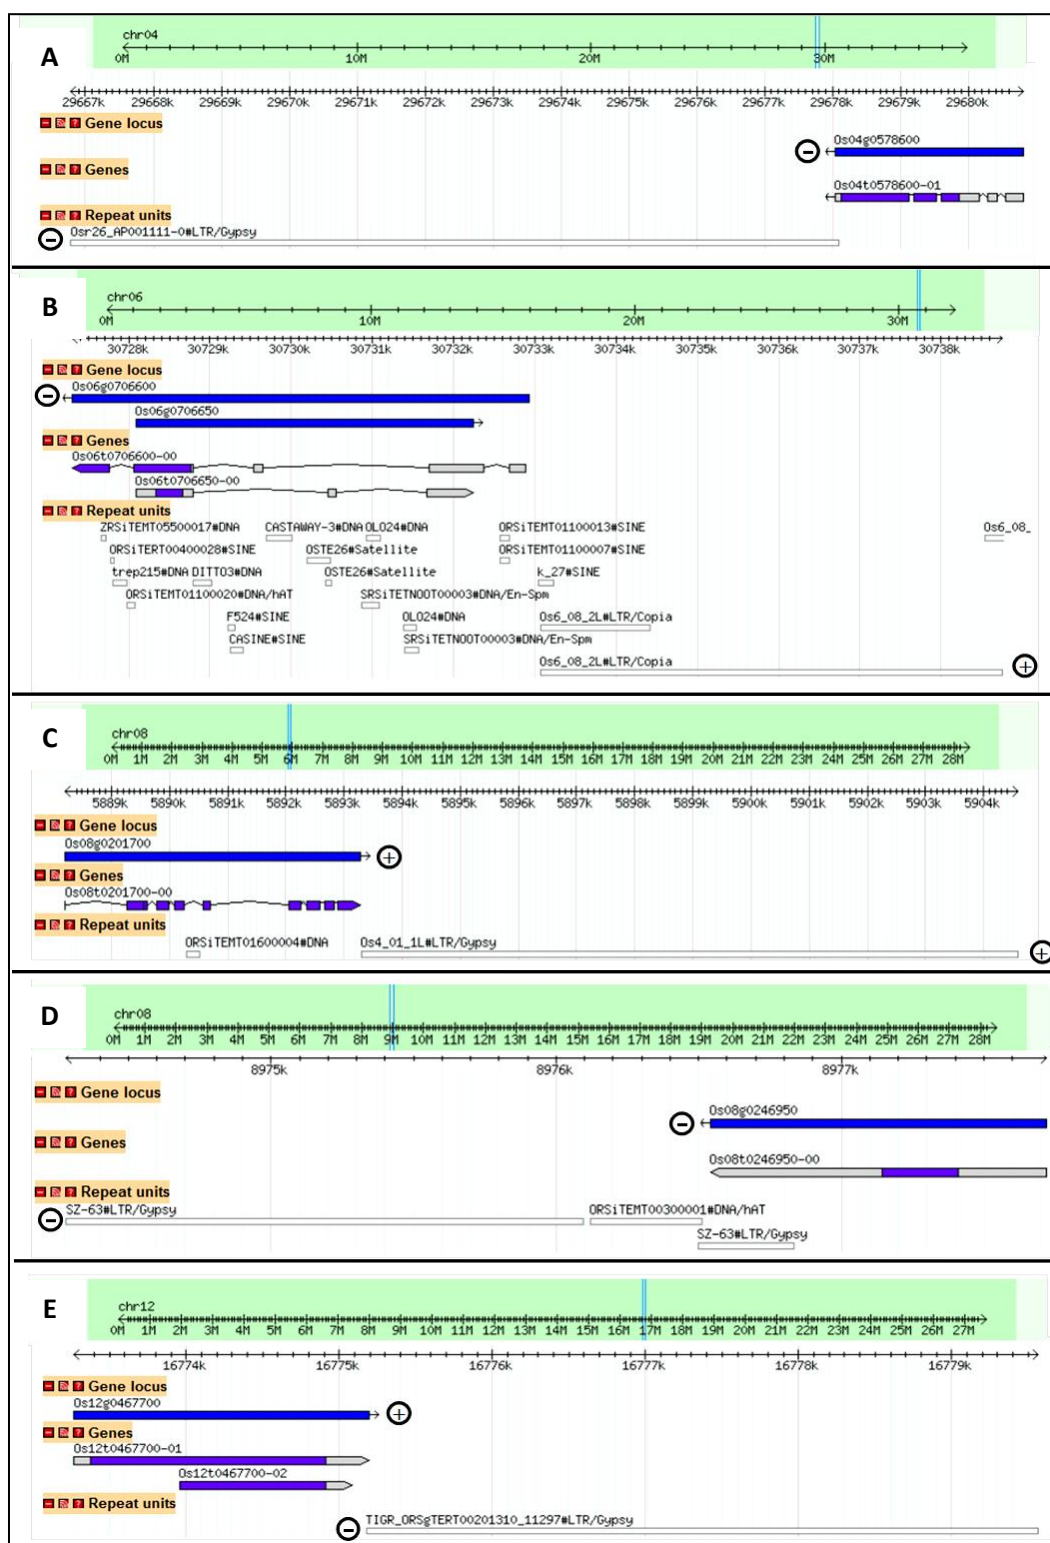 A
chr04
0M 10M 20M 30M
29667k 29668k 29669k 29670k 29671k 29672k 29673k 29674k 29675k 29676k 29677k 29678k 29679k 29680k
Gene locus
Os04g0578600
Genes
Os04t0578600-01
Repeat units
Osr26_AP001111-0#LTR/Gypsy
B
chr06
0M 10M 20M 30M
30728k 30729k 30730k 30731k 30732k 30733k 30734k 30735k 30736k 30737k 30738k
Gene locus
Os06g0706600
Os06g0706650
Genes
Os06t0706600-00
Os06t0706650-00
Repeat units
ZRSiTEMT05500017#DNA CASTAWAY-3#DNA OLO24#DNA ORSiTEMT01100013#SINE Os6_08_
ORSiTERT00400028#SINE OSTE26#Satellite ORSiTEMT01100007#SINE
trep215#DNA DITTO3#DNA OSTE26#Satellite k_27#SINE
ORSiTEMT01100020#DNA/hAT SRSiTETNOOT00003#DNA/En-Spm
F524#SINE OLO24#DNA Os6_08_2L#LTR/Copia
CASINE#SINE SRSiTETNOOT00003#DNA/En-Spm
Os6_08_2L#LTR/Copia
C
chr08
0M 1M 2M 3M 4M 5M 6M 7M 8M 9M 10M 11M 12M 13M 14M 15M 16M 17M 18M 19M 20M 21M 22M 23M 24M 25M 26M 27M 28M
5889k 5890k 5891k 5892k 5893k 5894k 5895k 5896k 5897k 5898k 5899k 5900k 5901k 5902k 5903k 5904k
Gene locus
Os08g0201700
Genes
Os08t0201700-00
Repeat units
ORSiTEMT01600004#DNA Os4_01_1L#LTR/Gypsy
D
chr08
0M 1M 2M 3M 4M 5M 6M 7M 8M 9M 10M 11M 12M 13M 14M 15M 16M 17M 18M 19M 20M 21M 22M 23M 24M 25M 26M 27M 28M
8975k 8976k 8977k
Gene locus
Os08g0246950
Genes
Os08t0246950-00
Repeat units
SZ-63#LTR/Gypsy ORSiTEMT00300001#DNA/hAT
SZ-63#LTR/Gypsy
E
chr12
0M 1M 2M 3M 4M 5M 6M 7M 8M 9M 10M 11M 12M 13M 14M 15M 16M 17M 18M 19M 20M 21M 22M 23M 24M 25M 26M 27M
16774k 16775k 16776k 16777k 16778k 16779k
Gene locus
Os12g0467700
Genes
Os12t0467700-01
Os12t0467700-02
Repeat units
TIGR_ORSgTERT00201310_11297#LTR/Gypsy